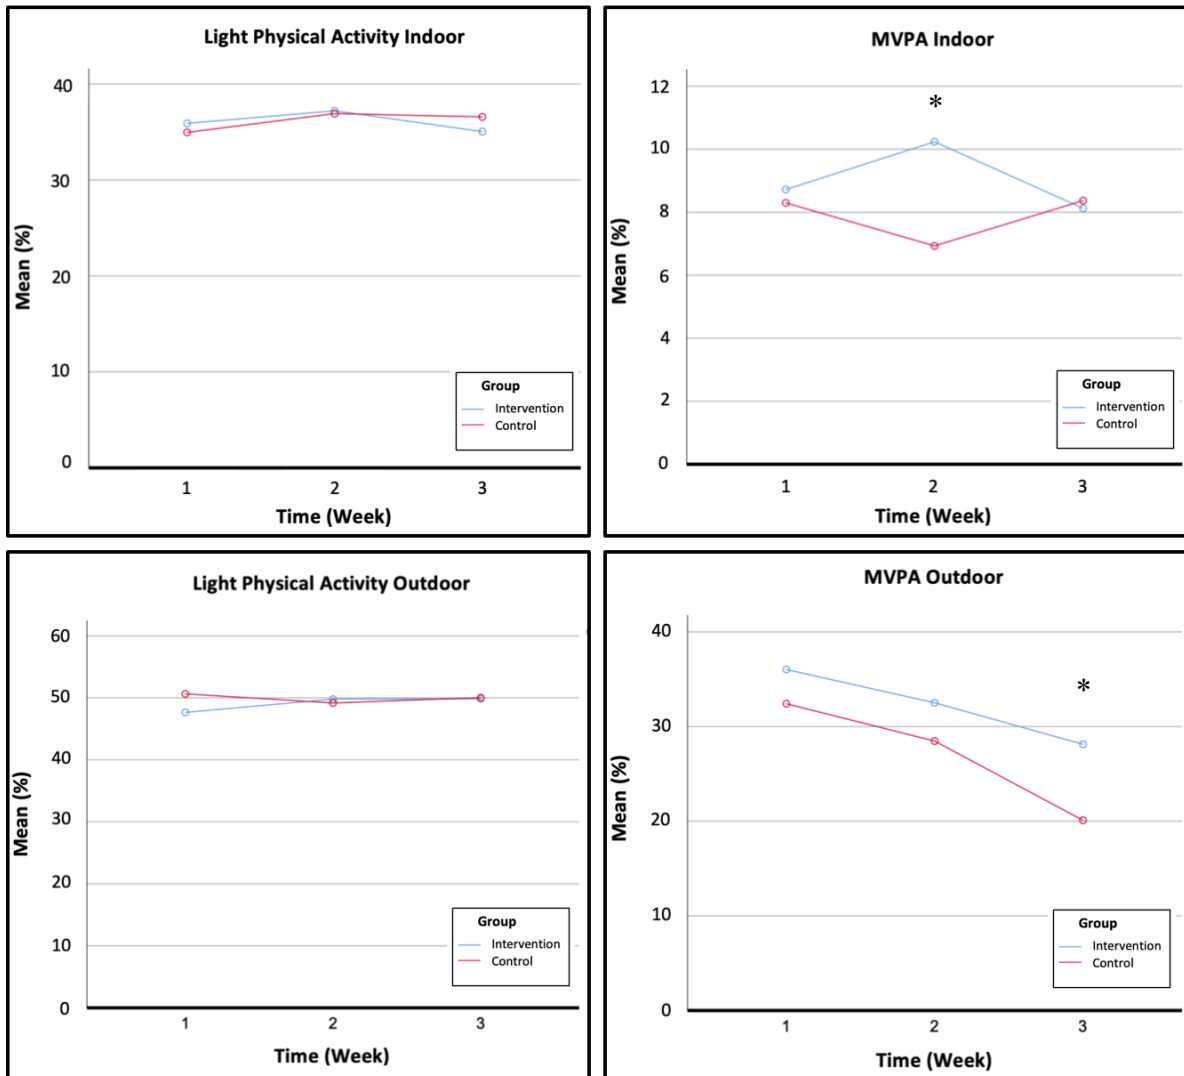 Light Physical Activity Indoor
40
30
20
10
0
Mean (%)
1 2 3
Time (Week)
Group
Intervention
Control
MVPA Indoor
*
12
10
8
6
4
2
0
Mean (%)
1 2 3
Time (Week)
Group
Intervention
Control
Light Physical Activity Outdoor
60
50
40
30
20
10
0
Mean (%)
1 2 3
Time (Week)
Group
Intervention
Control
MVPA Outdoor
*
40
30
20
10
0
Mean (%)
1 2 3
Time (Week)
Group
Intervention
Control